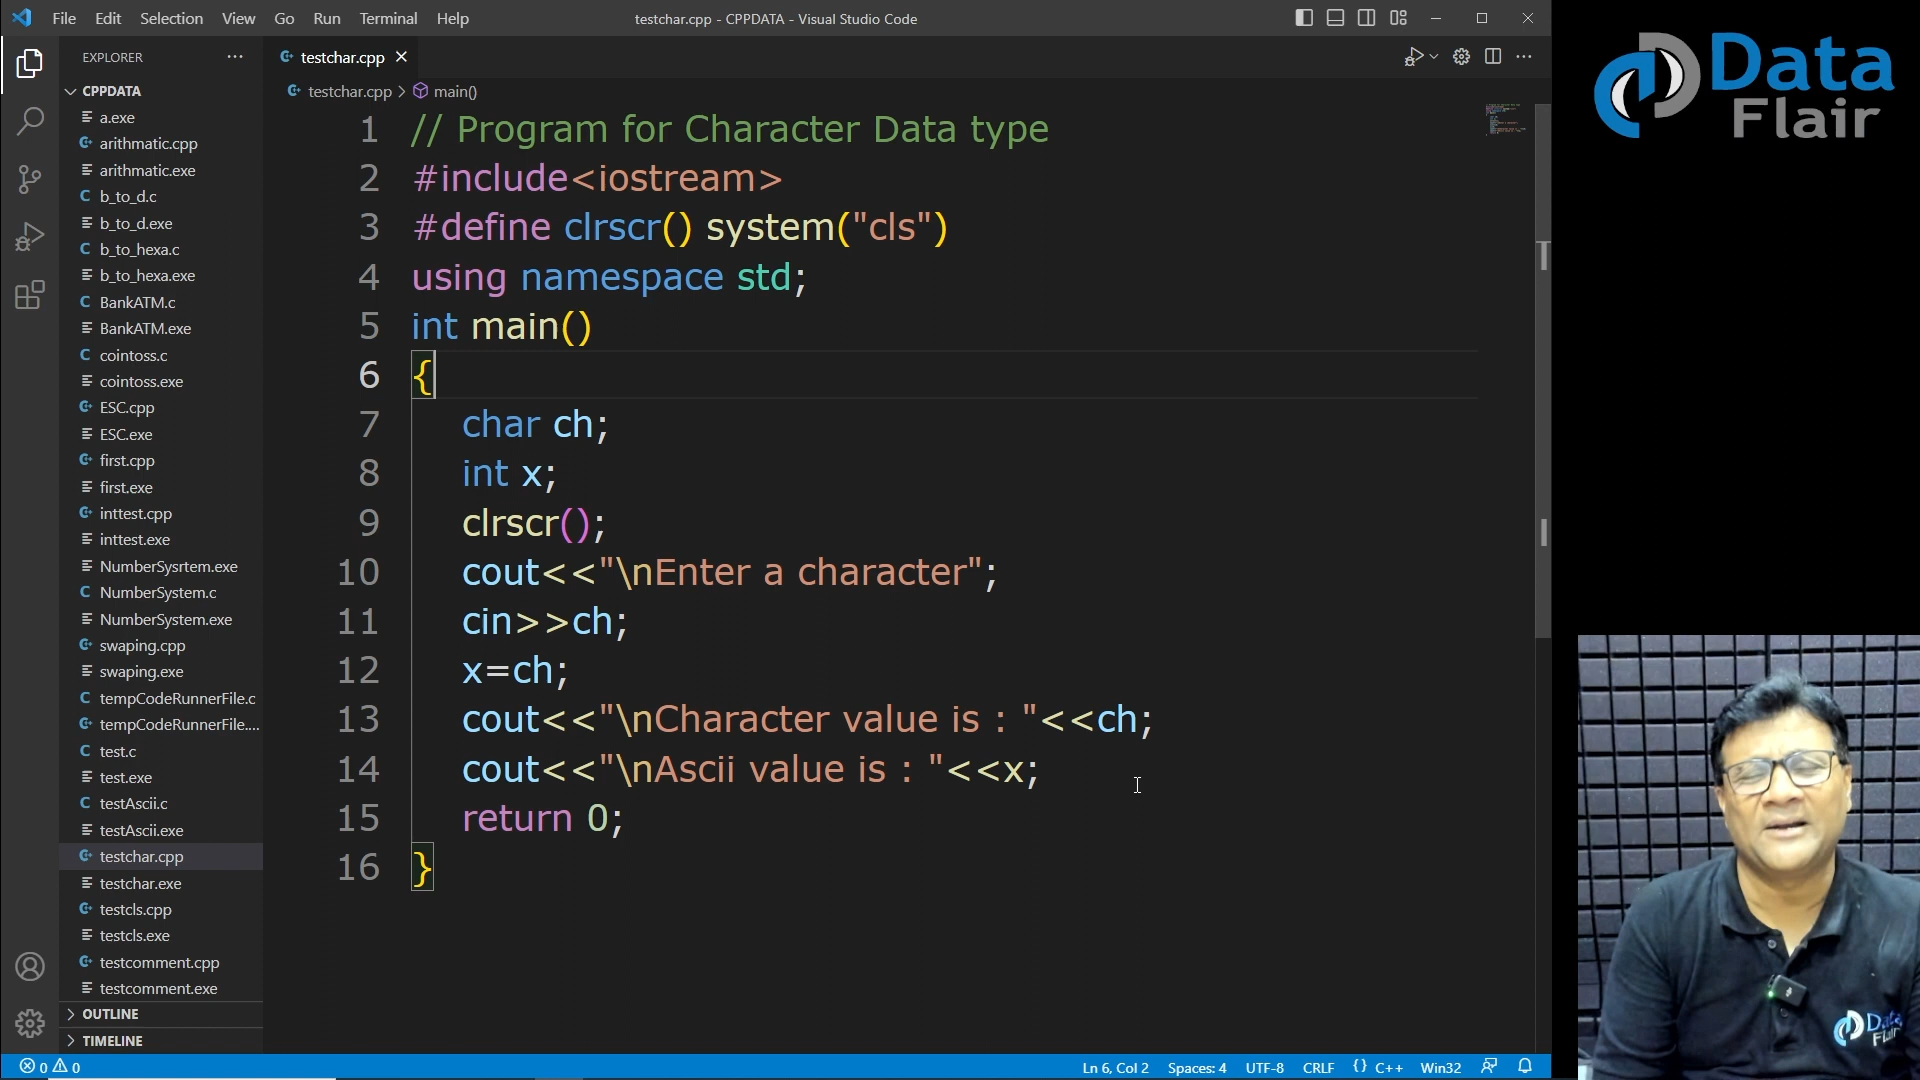 File Edit Selection View Go Run Terminal Help
testchar.cpp - CPPDATA - Visual Studio Code
Data
Flair
EXPLORER
testchar.cpp
CPPDATA
testchar.cpp > main()
a.exe
arithmatic.cpp
arithmatic.exe
b_to_d.c
b_to_d.exe
b_to_hexa.c
b_to_hexa.exe
BankATM.c
BankATM.exe
cointoss.c
cointoss.exe
ESC.cpp
ESC.exe
first.cpp
first.exe
inttest.cpp
inttest.exe
NumberSysrtem.exe
NumberSystem.c
NumberSystem.exe
swaping.cpp
swaping.exe
tempCodeRunnerFile.c
tempCodeRunnerFile....
test.c
test.exe
testAscii.c
testAscii.exe
testchar.cpp
testchar.exe
testcls.cpp
testcls.exe
testcomment.cpp
testcomment.exe
OUTLINE
TIMELINE
1 // Program for Character Data type
2 #include<iostream>
3 #define clrscr() system("cls")
4 using namespace std;
5 int main()
6 {
7 char ch;
8 int x;
9 clrscr();
10 cout<<"\nEnter a character";
11 cin>>ch;
12 x=ch;
13 cout<<"\nCharacter value is : "<<ch;
14 cout<<"\nAscii value is : "<<x;
15 return 0;
16 }
Data
Flair
0 0
Ln 6, Col 2 Spaces: 4 UTF-8 CRLF {} C++ Win32